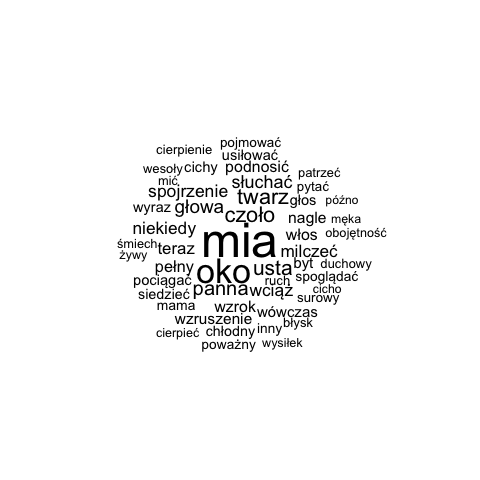 pojmować
cierpienie
usiłować
wesoły cichy podnosić
patrzeć
mić
słuchać
pytać
spojrzenie twarz
głos
późno
wyraz głowa czoło
nagle
męka
niekiedy
mia
włos
obojętność
śmiech teraz
milczeć
żywy
pełny oko usta byt duchowy
pociągać
ruch spoglądać
siedzieć panna wciąż
cicho
surowy
mama
wzrok wówczas
wzruszenie
inny błysk
cierpieć chłodny
poważny wysiłek